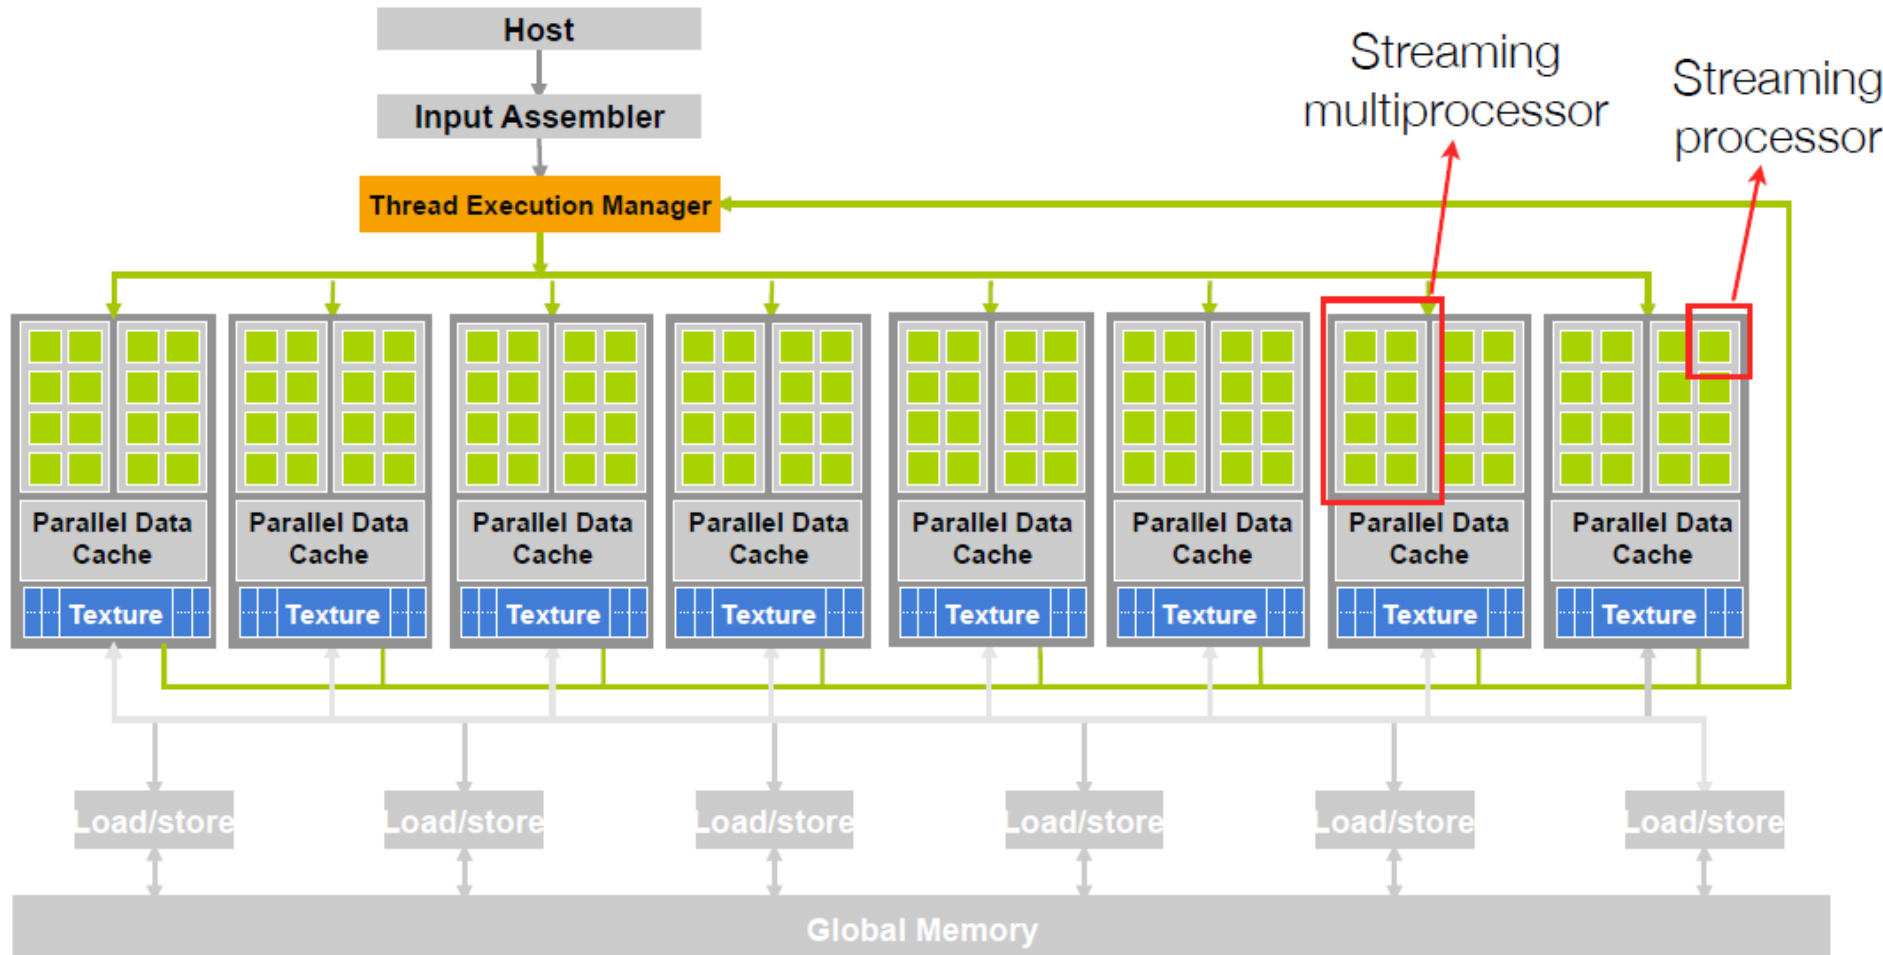 Host
Streaming
multiprocessor
Streaming
processor
Input Assembler
Thread Execution Manager
Parallel Data
Cache
Parallel Data
Cache
Parallel Data
Cache
Parallel Data
Cache
Parallel Data
Cache
Parallel Data
Cache
Parallel Data
Cache
Parallel Data
Cache
Texture
Texture
Texture
Texture
Texture
Texture
Texture
Texture
Load/store
Load/store
Load/store
Load/store
Load/store
Load/store
Global Memory